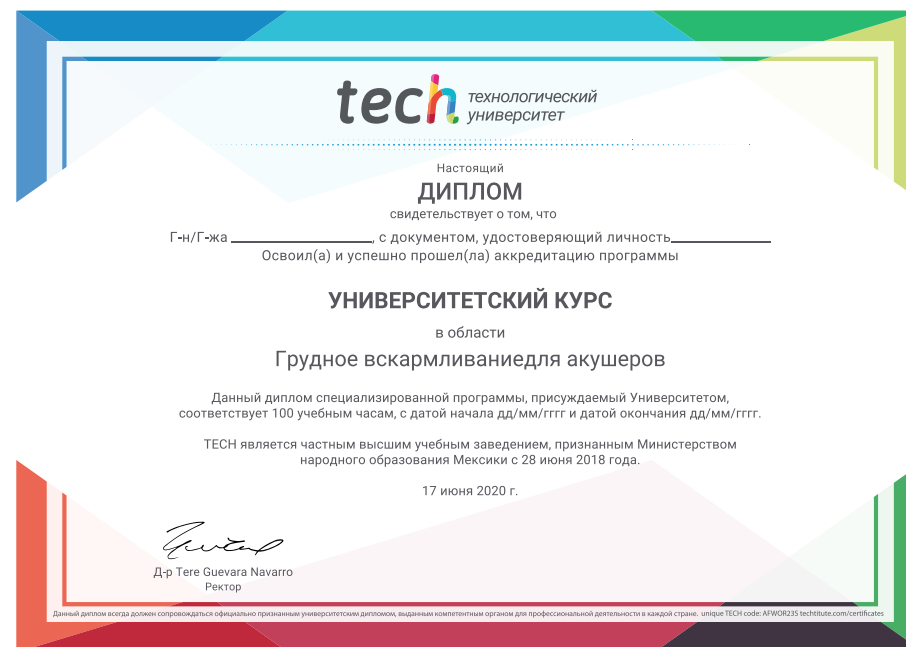 tech технологический
университет
Настоящий
ДИПЛОМ
свидетельствует о том, что
Г-н/Г-жа ____________________, с документом, удостоверяющий личность______________
Освоил(а) и успешно прошел(ла) аккредитацию программы
УНИВЕРСИТЕТСКИЙ КУРС
в области
Грудное вскармливаниедля акушеров
Данный диплом специализированной программы, присуждаемый Университетом,
соответствует 100 учебным часам, с датой начала дд/мм/гггг и датой окончания дд/мм/гггг.
TECH является частным высшим учебным заведением, признанным Министерством
народного образования Мексики с 28 июня 2018 года.
17 июня 2020 г.
Д-р Tere Guevara Navarro
Ректор
Данный диплом всегда должен сопровождаться официально признанным университетским дипломом, выданным компетентным органом для профессиональной деятельности в каждой стране. unique TECH code: AFWOR23S techtitute.com/certificates